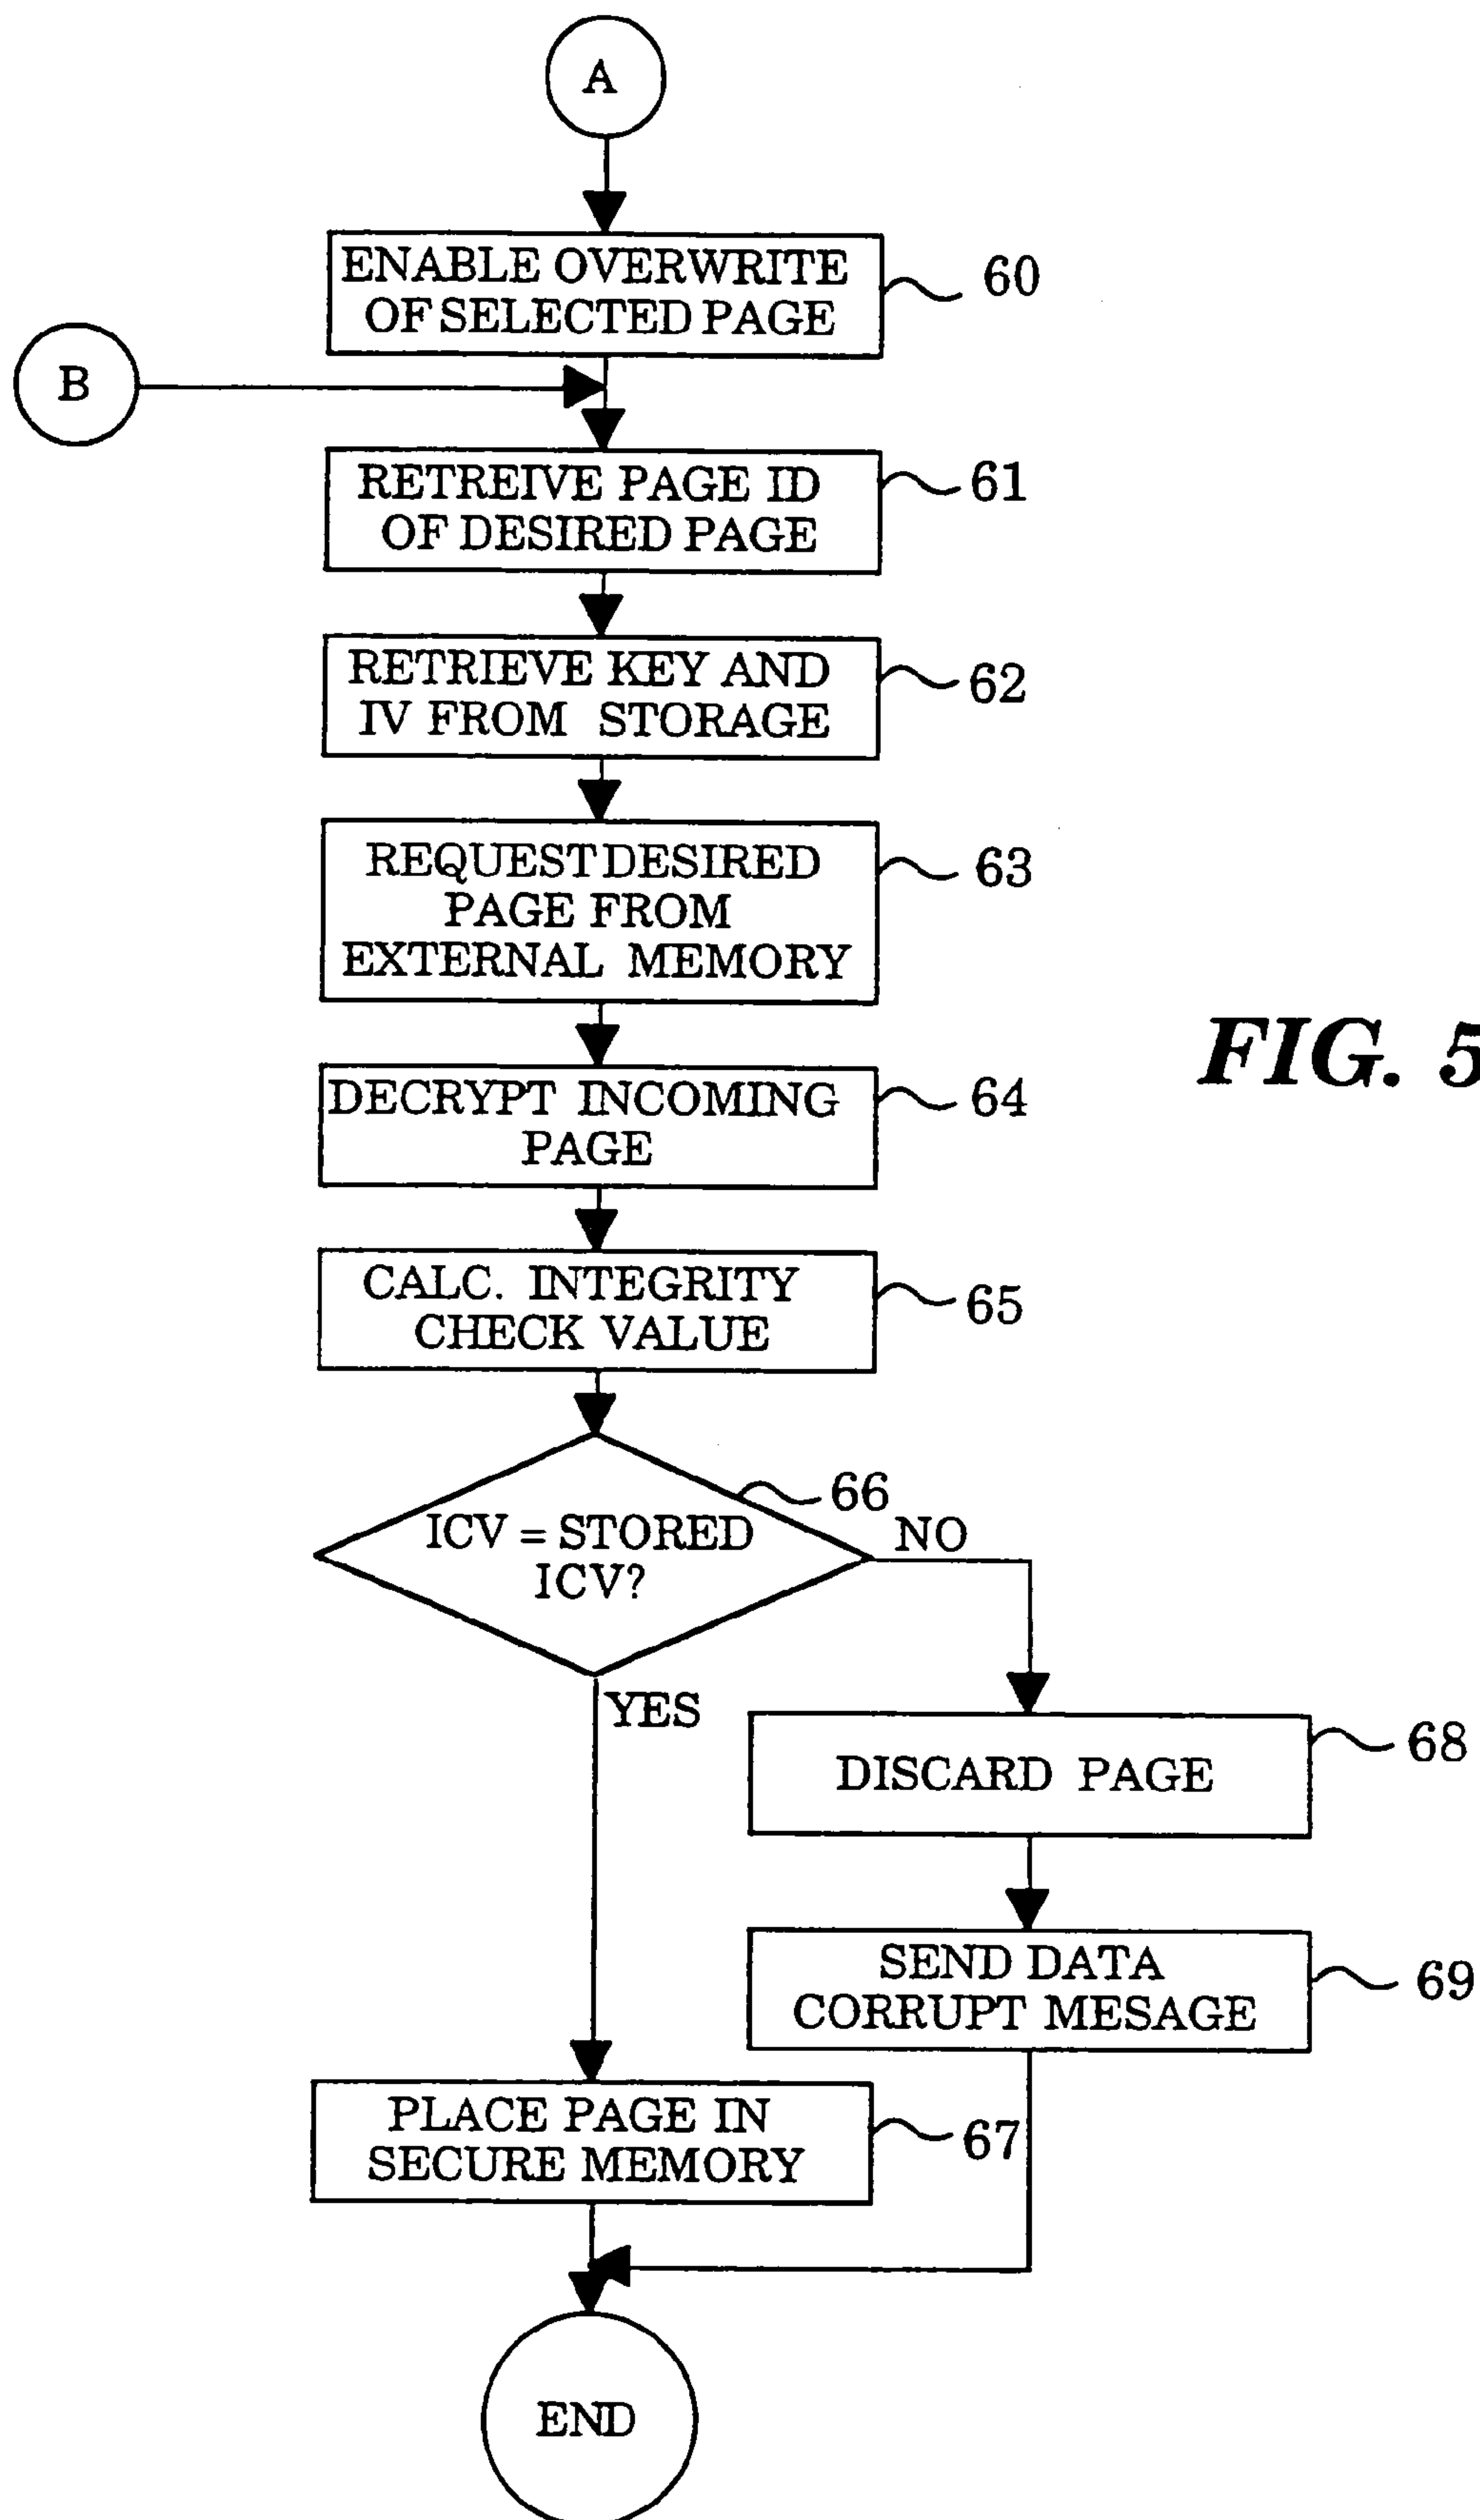 A
ENABLE OVERWRITE
OF SELECTED PAGE
60
B
RETREIVE PAGE ID
OF DESIRED PAGE
61
RETRIEVE KEY AND
IV FROM STORAGE
62
REQUEST DESIRED
PAGE FROM
EXTERNAL MEMORY
63
FIG. 5
DECRYPT INCOMING
PAGE
64
CALC. INTEGRITY
CHECK VALUE
65
66
ICV = STORED
ICV?
NO
YES
DISCARD PAGE
68
SEND DATA
CORRUPT MESAGE
69
PLACE PAGE IN
SECURE MEMORY
67
END